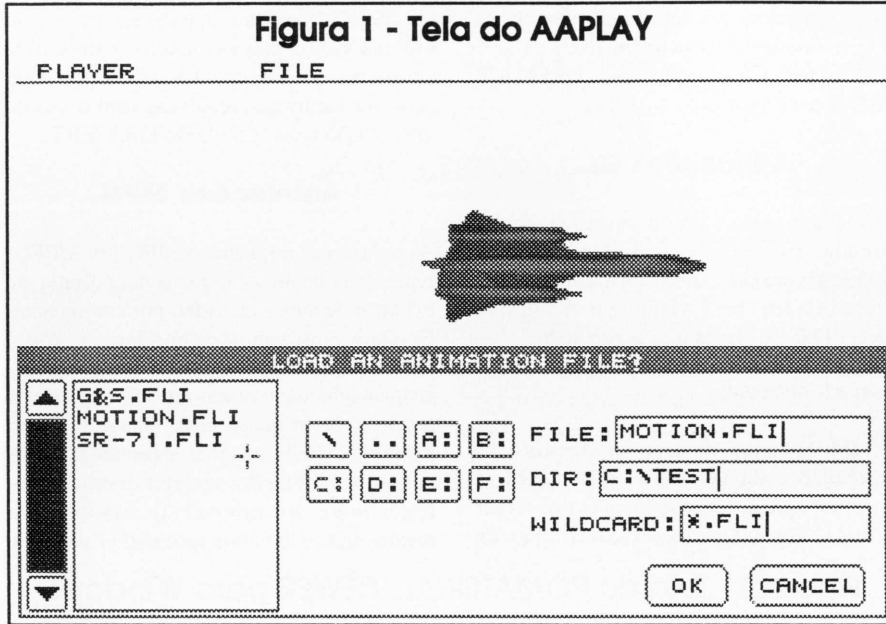 Figura 1 - Tela do AAPLAY
PLAYER FILE
LOAD AN ANIMATION FILE?
G&S.FLI
MOTION.FLI
SR-71.FLI
\ .. A: B:
C: D: E: F:
FILE: MOTION.FLI
DIR: C:\TEST
WILDCARD: *.FLI
OK CANCEL